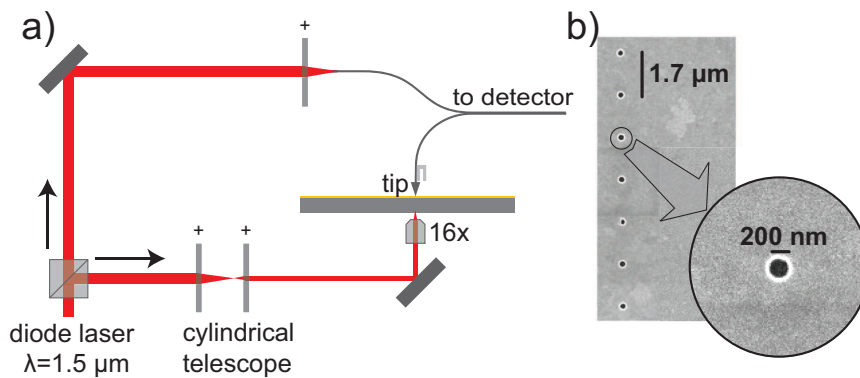 a)
+
to detector
tip
16x
+
+
diode laser
λ=1.5 µm
cylindrical
telescope
b)
1.7 µm
200 nm